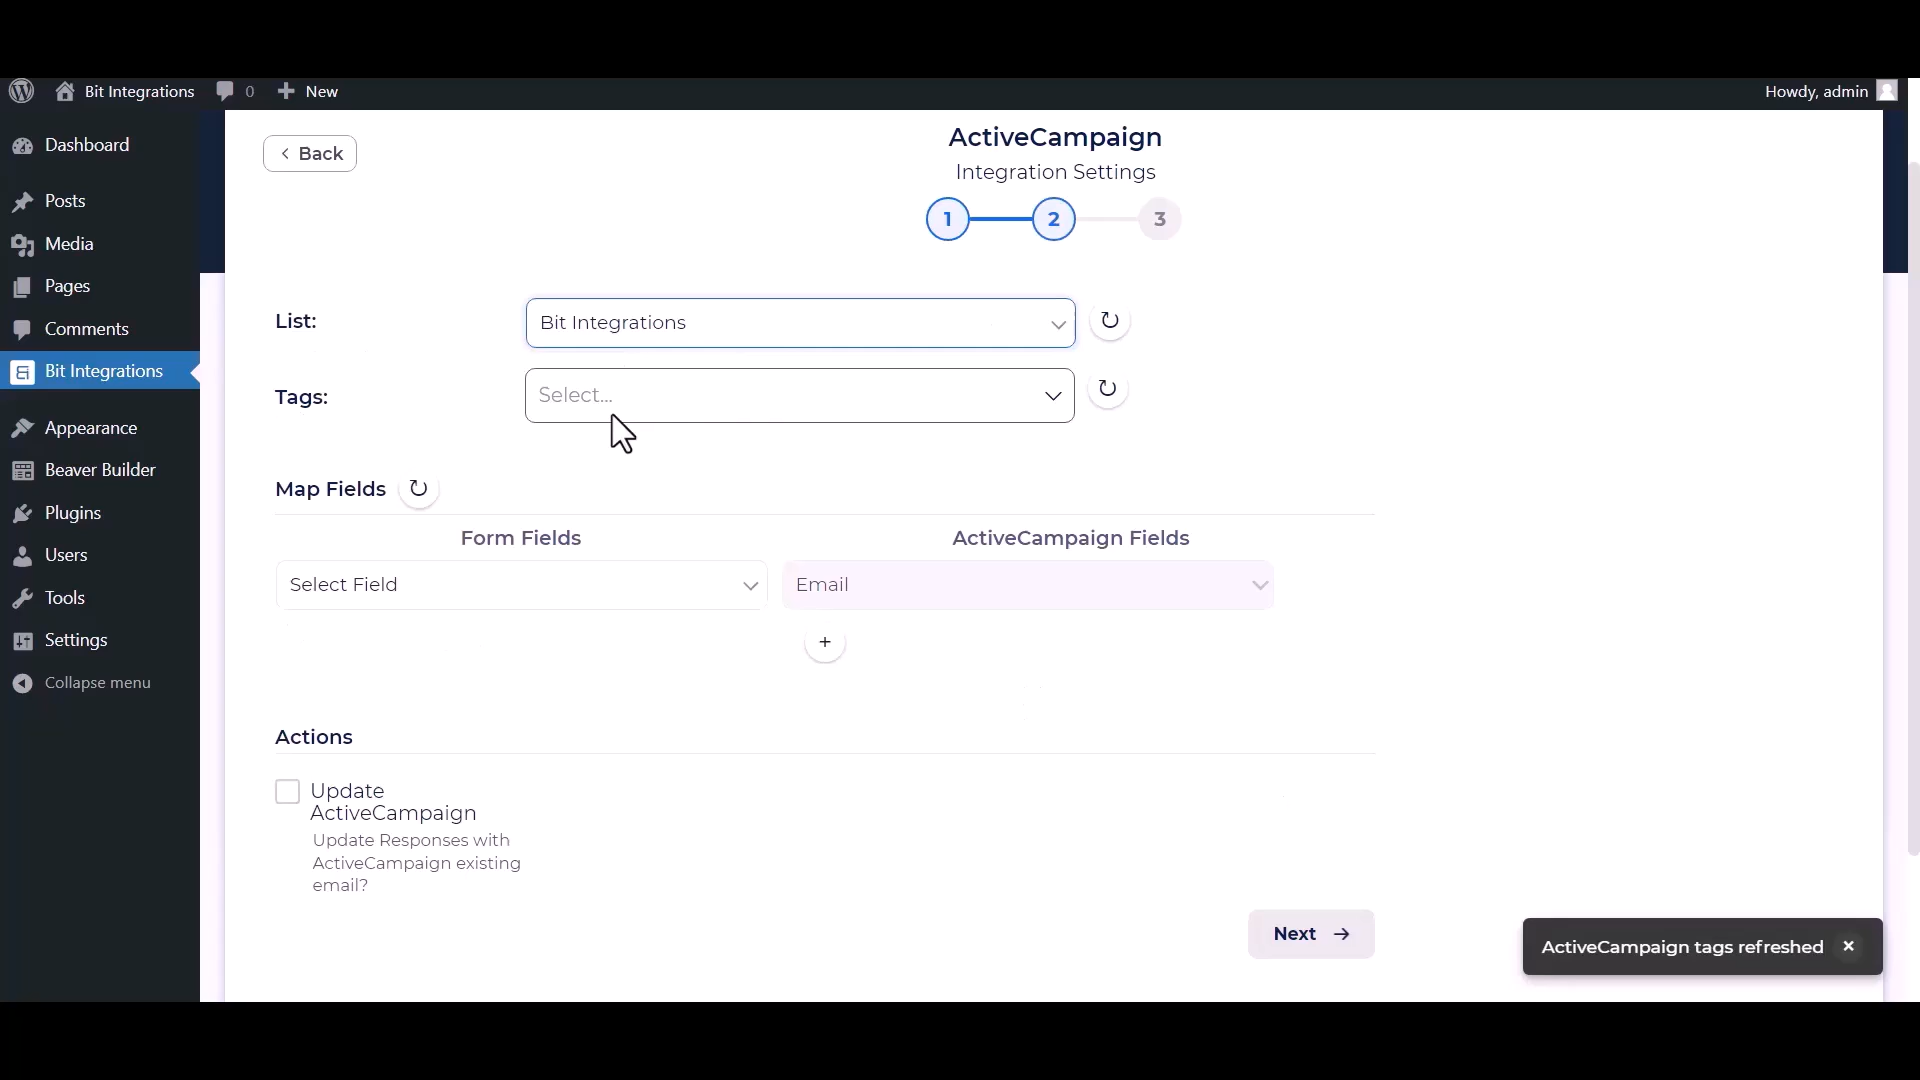 Bit Integrations
0
New
Howdy, admin
Dashboard
Posts
Media
Pages
Comments
Bit Integrations
Appearance
Beaver Builder
Plugins
Users
Tools
Settings
Collapse menu
Back
ActiveCampaign
Integration Settings
1
2
3
List:
Bit Integrations
Tags:
Select...
Map Fields
Form Fields
ActiveCampaign Fields
Select Field
Email
+
Actions
Update
ActiveCampaign
Update Responses with
ActiveCampaign existing
email?
Next →
ActiveCampaign tags refreshed